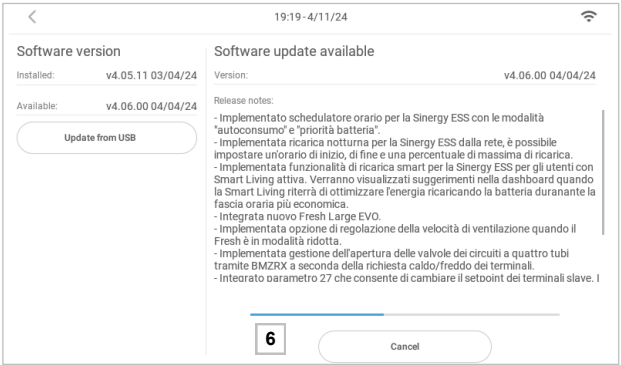 19:19-4/11/24
Software version
Software update available
Installed: v4.05.11 03/04/24
Version: v4.06.00 04/04/24
Available: v4.06.00 04/04/24
Update from USB
Release notes:
- Implementato schedulatore orario per la Sinergy ESS con le modalità
"autoconsumo" e "priorità batteria".
- Implementata ricarica notturna per la Sinergy ESS dalla rete, è possibile
impostare un'orario di inizio, di fine e una percentuale di massima di ricarica.
- Implementata funzionalità di ricarica smart per la Sinergy ESS per gli utenti con
Smart Living attiva. Verranno visualizzati suggerimenti nella dashboard quando
la Smart Living riterrà di ottimizzare l'energia ricaricando la batteria duranante la
fascia oraria più economica.
- Integrata nuovo Fresh Large EVO.
- Implementata opzione di regolazione della velocità di ventilazione quando il
Fresh è in modalità ridotta.
- Implementata gestione dell'apertura delle valvole dei circuiti a quattro tubi
tramite BMZRX a seconda della richiesta caldo/freddo dei terminali.
- Integrato parametro 27 che consente di cambiare il setpoint dei terminali slave. I
6
Cancel